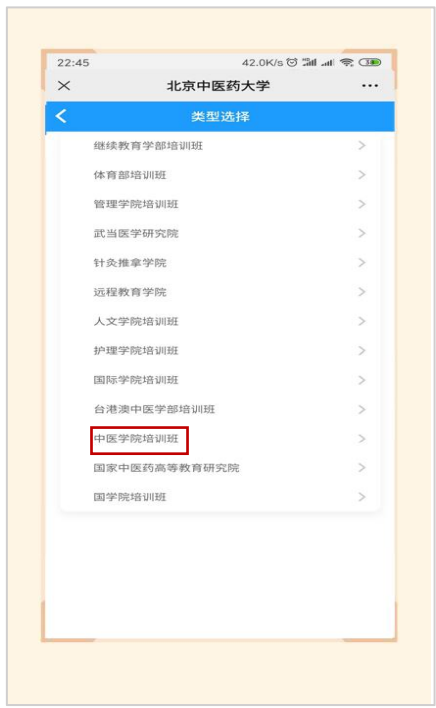 22:45 42.0K/s
北京中医药大学
类型选择
继续教育学部培训班
体育部培训班
管理学院培训班
武当医学研究院
针灸推拿学院
远程教育学院
人文学院培训班
护理学院培训班
国际学院培训班
台港澳中医学部培训班
中医学院培训班
国家中医药高等教育研究院
国学院培训班